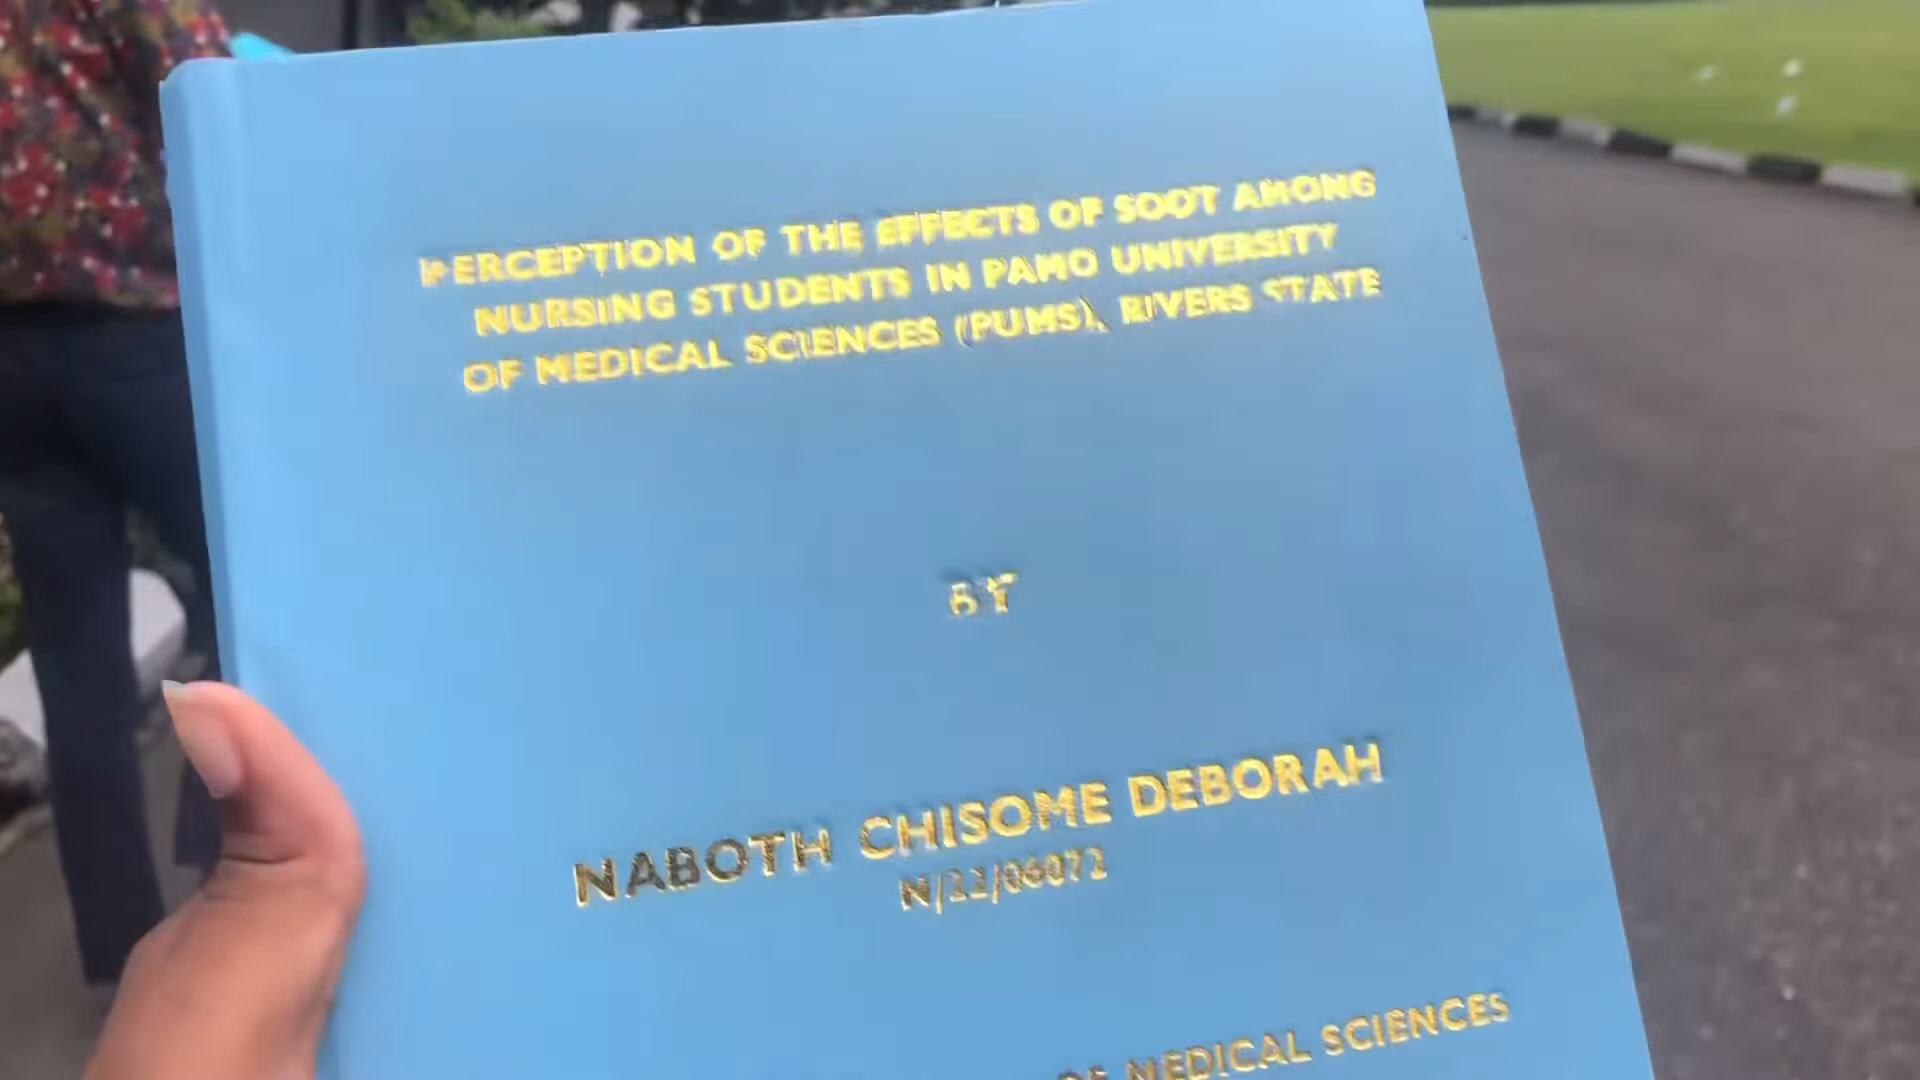 PERCEPTION OF THE EFFECTS OF SOOT AMONG
NURSING STUDENTS IN PAMO UNIVERSITY
OF MEDICAL SCIENCES (PUMS), RIVERS STATE
BY
NABOTH CHISOME DEBORAH
N/22/06072
OF MEDICAL SCIENCES